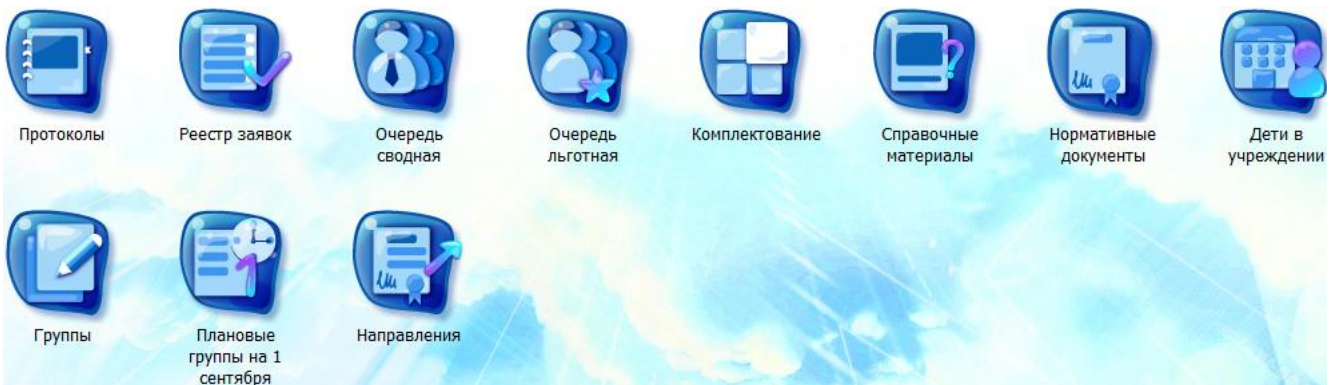 Протоколы
Реестр заявок
Очередь
сводная
Очередь
льготная
Комплектование
Справочные
материалы
Нормативные
документы
Дети в
учреждении
Группы
Плановые
группы на 1
сентября
Направления